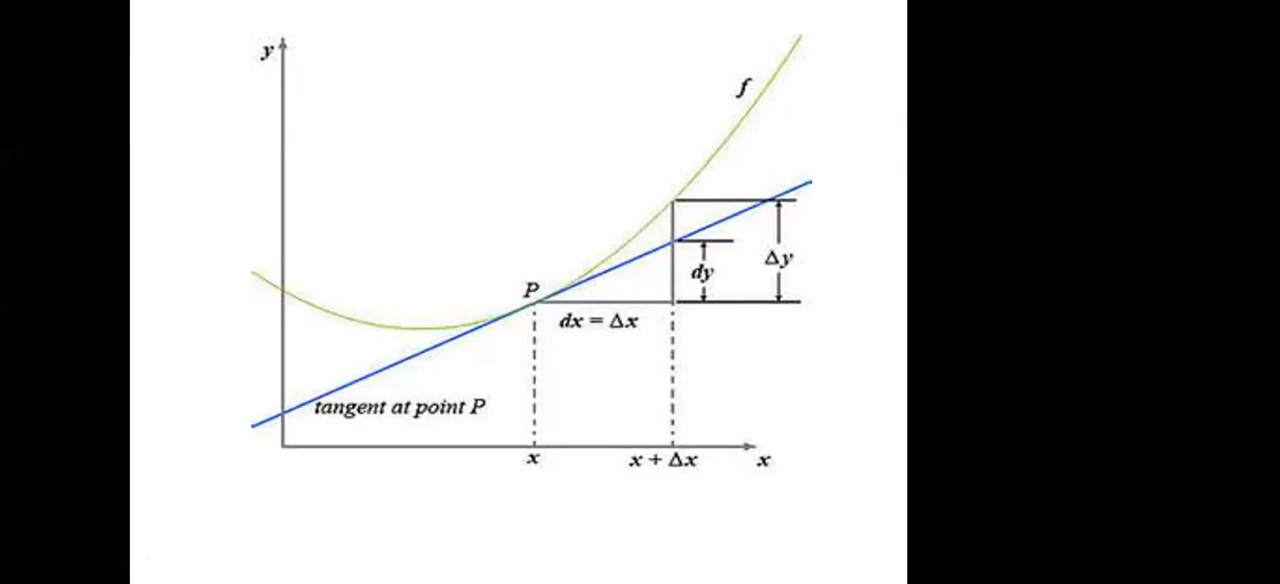 y
f
P
dy
Δy
dx = Δx
tangent at point P
x
x + Δx
x